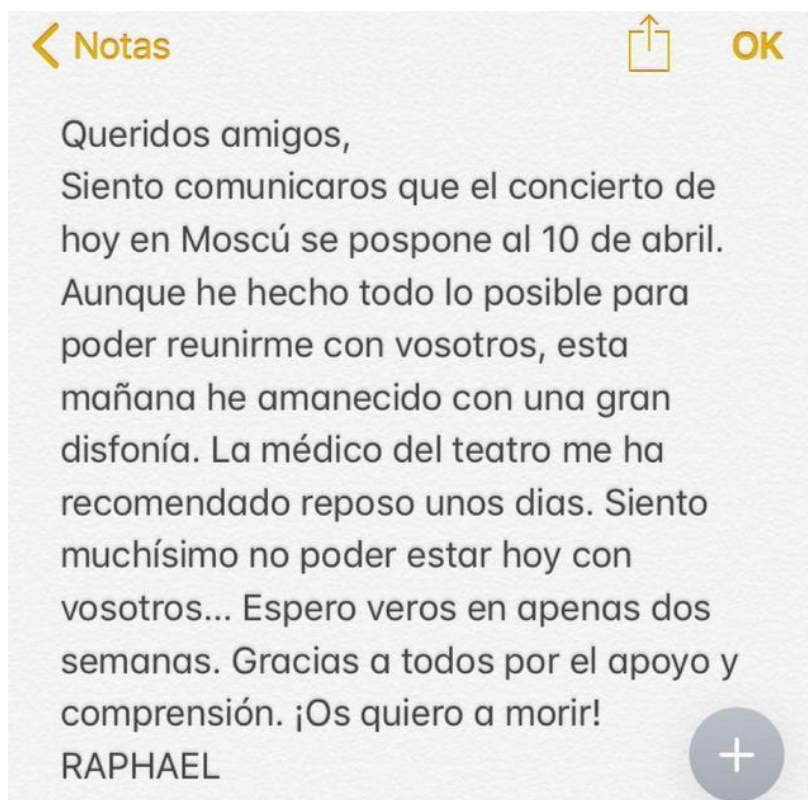 Notas
OK
Queridos amigos,
Siento comunicaros que el concierto de
hoy en Moscú se pospone al 10 de abril.
Aunque he hecho todo lo posible para
poder reunirme con vosotros, esta
mañana he amanecido con una gran
disfonía. La médico del teatro me ha
recomendado reposo unos dias. Siento
muchísimo no poder estar hoy con
vosotros... Espero veros en apenas dos
semanas. Gracias a todos por el apoyo y
comprensión. ¡Os quiero a morir!
RAPHAEL